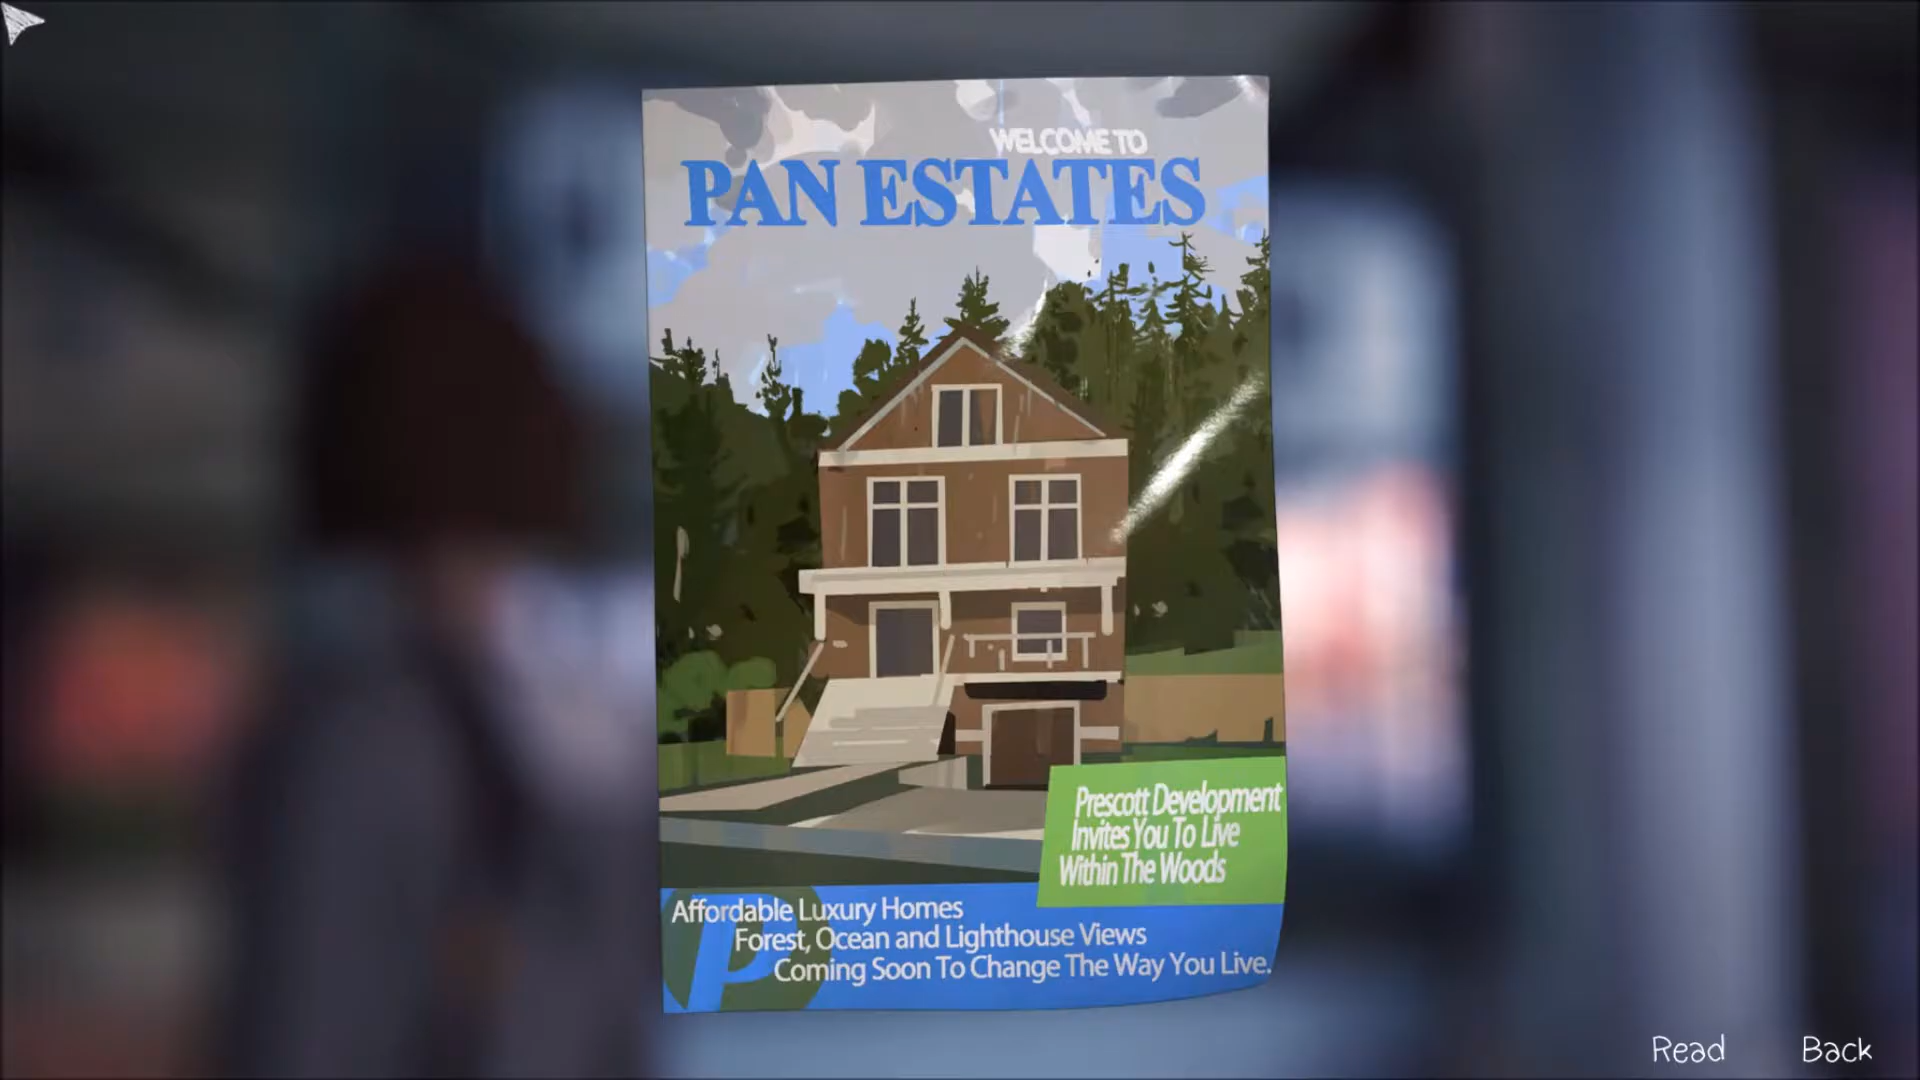 WELCOME TO
PAN ESTATES
Prescott Development
Invites You To Live
Within The Woods
Affordable Luxury Homes
Forest, Ocean and Lighthouse Views
Coming Soon To Change The Way You Live.
P
Read
Back